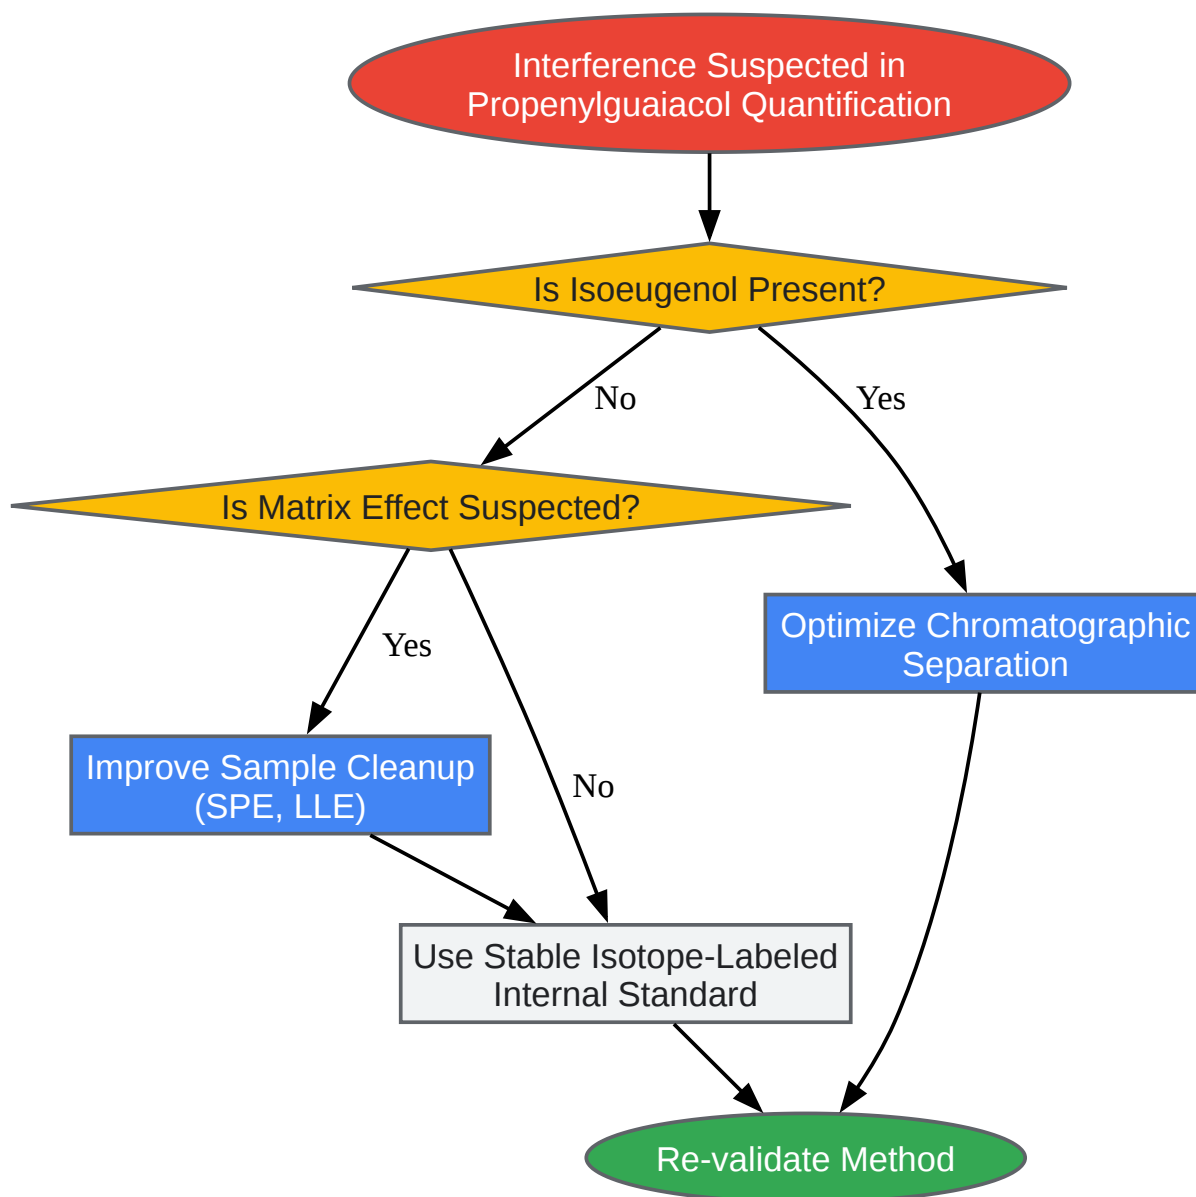 Interference Suspected in
Propenylguaiacol Quantification
Is Isoeugenol Present?
No
Yes
Is Matrix Effect Suspected?
Optimize Chromatographic
Separation
Yes
Improve Sample Cleanup
(SPE, LLE)
No
Use Stable Isotope-Labeled
Internal Standard
Re-validate Method